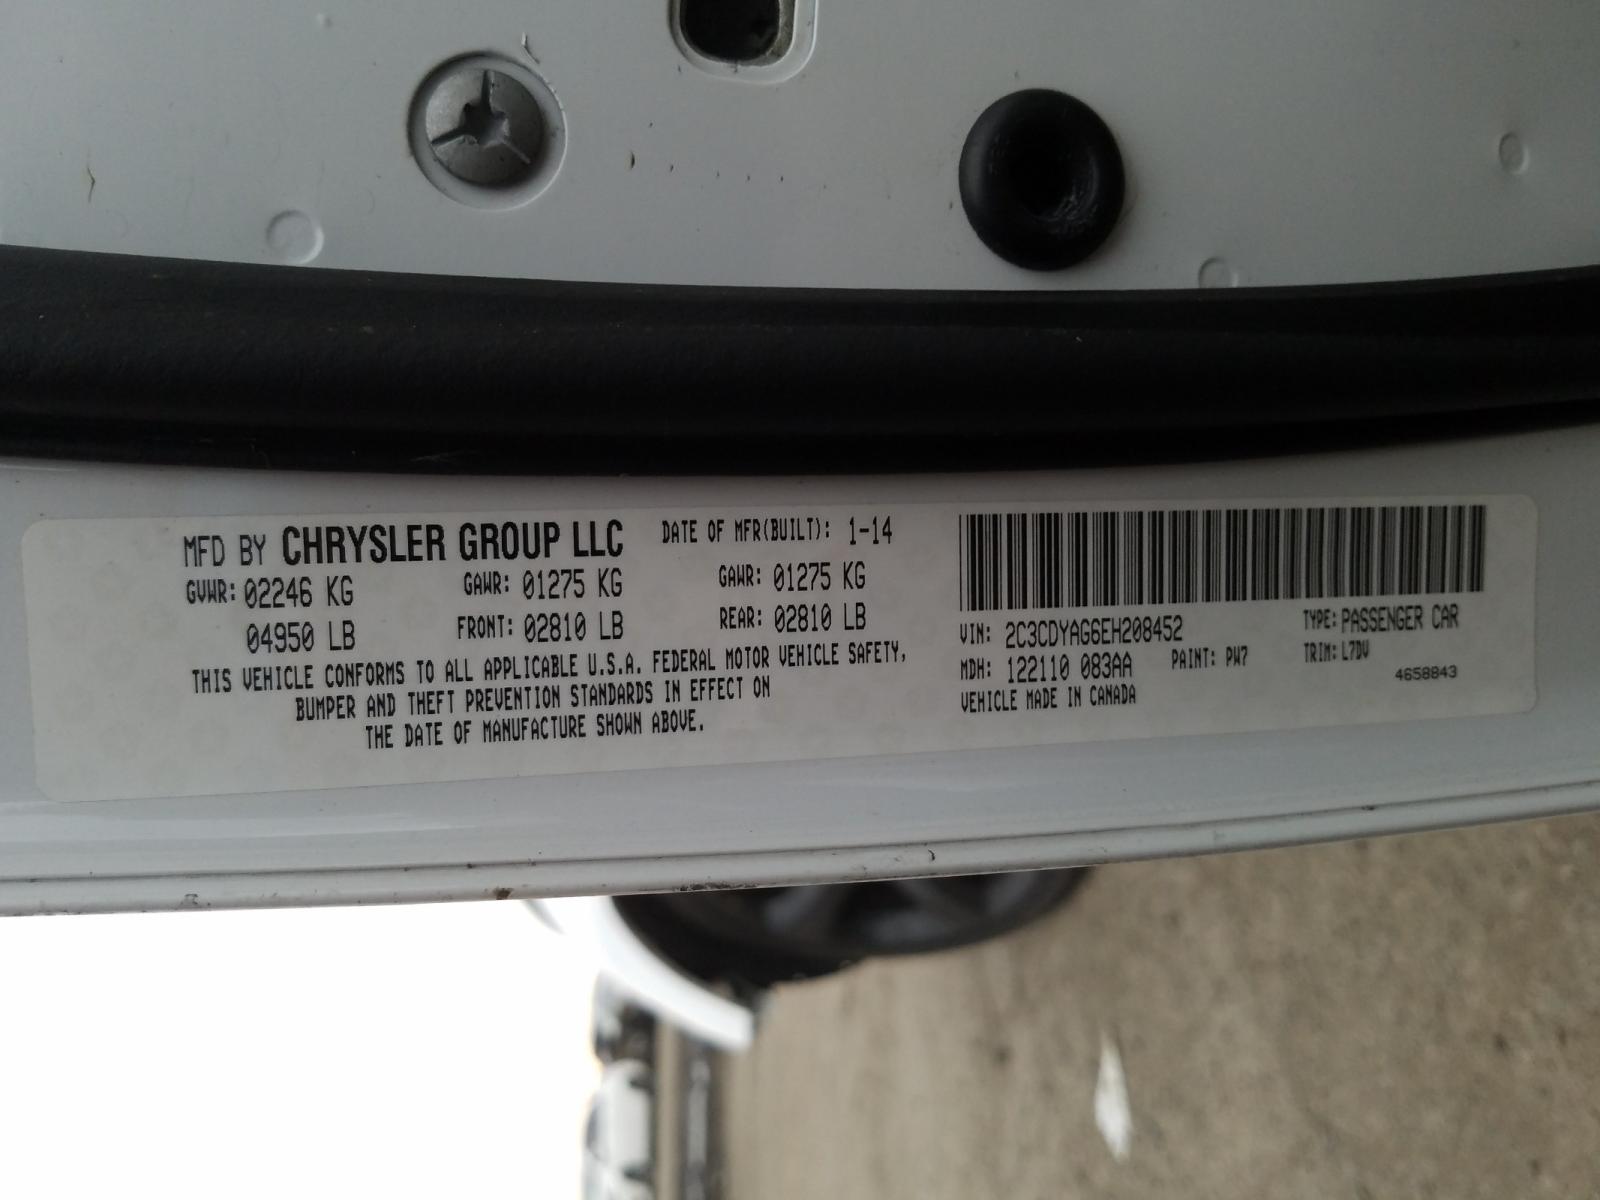 MFD BY CHRYSLER GROUP LLC DATE OF MFR(BUILT): 1-14
GVWR: 02246 KG GAWR: 01275 KG GAWR: 01275 KG
04950 LB FRONT: 02810 LB REAR: 02810 LB
THIS VEHICLE CONFORMS TO ALL APPLICABLE U.S.A. FEDERAL MOTOR VEHICLE SAFETY,
BUMPER AND THEFT PREVENTION STANDARDS IN EFFECT ON
THE DATE OF MANUFACTURE SHOWN ABOVE.
VIN: 2C3CDYAG6EH208452 TYPE: PASSENGER CAR
MDH: 122110 083AA PAINT: PW7 TRIM: L7DV
VEHICLE MADE IN CANADA 4658843